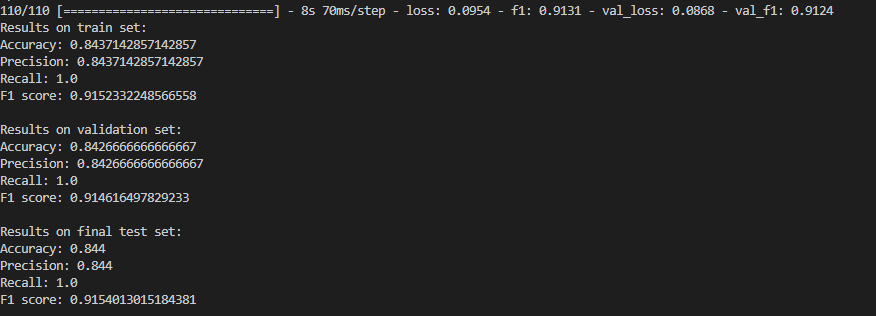 110/110 [==============================] - 8s 70ms/step - loss: 0.0954 - f1: 0.9131 - val_loss: 0.0868 - val_f1: 0.9124
Results on train set:
Accuracy: 0.8437142857142857
Precision: 0.8437142857142857
Recall: 1.0
F1 score: 0.9152332248566558
Results on validation set:
Accuracy: 0.8426666666666667
Precision: 0.8426666666666667
Recall: 1.0
F1 score: 0.914616497829233
Results on final test set:
Accuracy: 0.844
Precision: 0.844
Recall: 1.0
F1 score: 0.9154013015184381